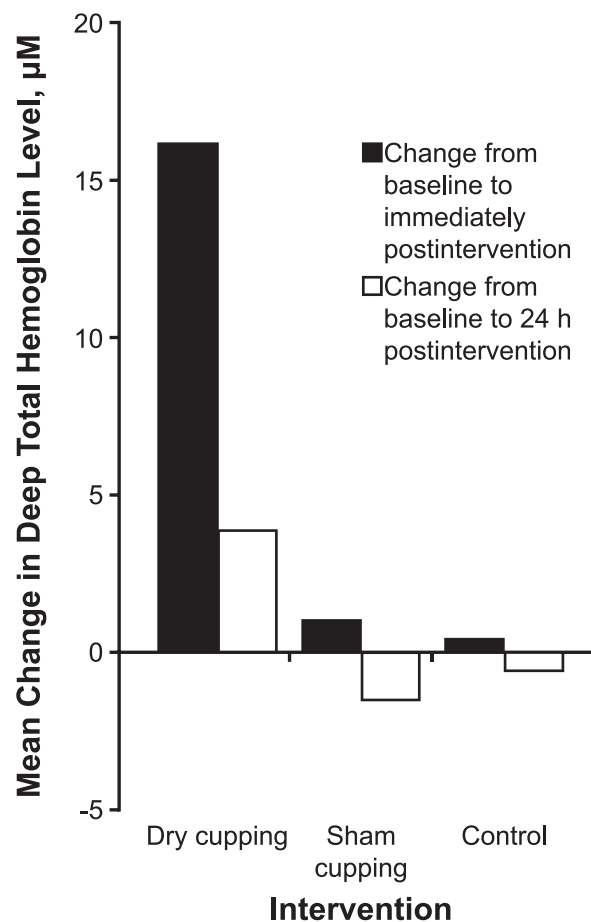 Mean Change in Deep Total Hemoglobin Level, µM
20
15
10
5
0
-5
Change from
baseline to
immediately
postintervention
Change from
baseline to 24 h
postintervention
Dry cupping
Sham
cupping
Control
Intervention